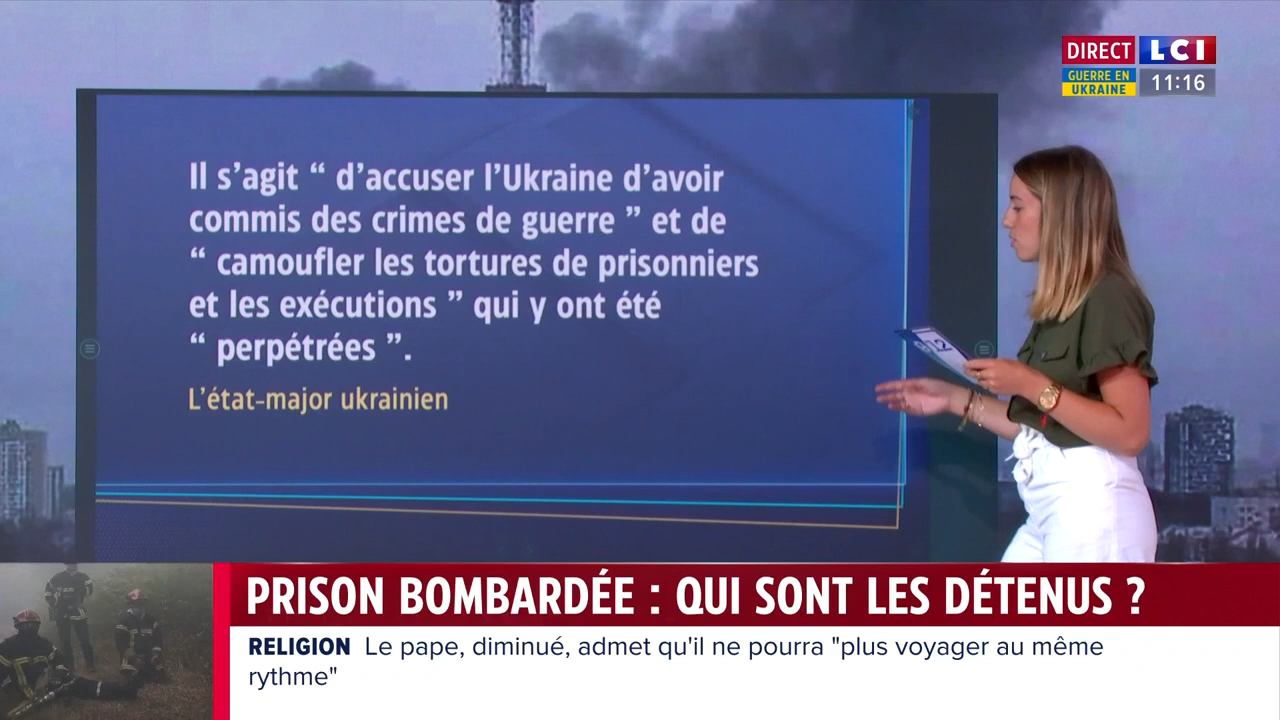 DIRECT LCI
GUERRE EN
UKRAINE
11:16
Il s'agit “ d'accuser l'Ukraine d'avoir
commis des crimes de guerre ” et de
“ camoufler les tortures de prisonniers
et les exécutions ” qui y ont été
“ perpétrées ”.
L'état-major ukrainien
PRISON BOMBARDÉE : QUI SONT LES DÉTENUS ?
RELIGION Le pape, diminué, admet qu'il ne pourra "plus voyager au même
rythme"